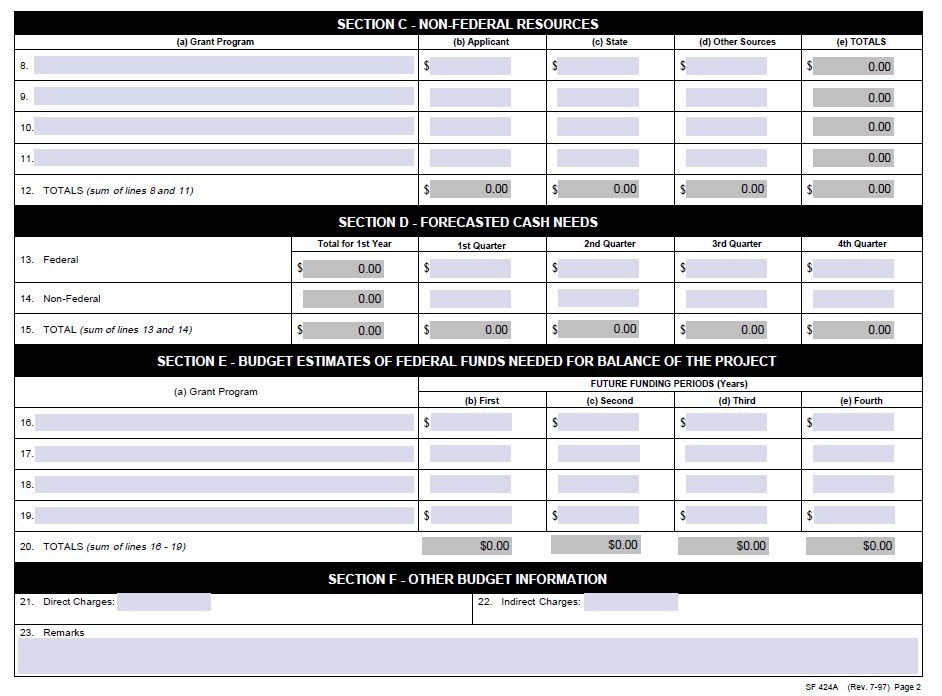 SECTION C - NON-FEDERAL RESOURCES
(a) Grant Program (b) Applicant (c) State (d) Other Sources (e) TOTALS
8. $ $ $ $ 0.00
9. 0.00
10. 0.00
11. 0.00
12. TOTALS (sum of lines 8 and 11) $ 0.00 $ 0.00 $ 0.00 $ 0.00
SECTION D - FORECASTED CASH NEEDS
Total for 1st Year 1st Quarter 2nd Quarter 3rd Quarter 4th Quarter
13. Federal $ 0.00 $ $ $ $
14. Non-Federal 0.00
15. TOTAL (sum of lines 13 and 14) $ 0.00 $ 0.00 $ 0.00 $ 0.00 $ 0.00
SECTION E - BUDGET ESTIMATES OF FEDERAL FUNDS NEEDED FOR BALANCE OF THE PROJECT
(a) Grant Program FUTURE FUNDING PERIODS (Years)
(b) First (c) Second (d) Third (e) Fourth
16. $ $ $ $
17.
18.
19. $ $ $ $
20. TOTALS (sum of lines 16 - 19) $0.00 $0.00 $0.00 $0.00
SECTION F - OTHER BUDGET INFORMATION
21. Direct Charges: 22. Indirect Charges:
23. Remarks
SF 424A (Rev. 7-97) Page 2